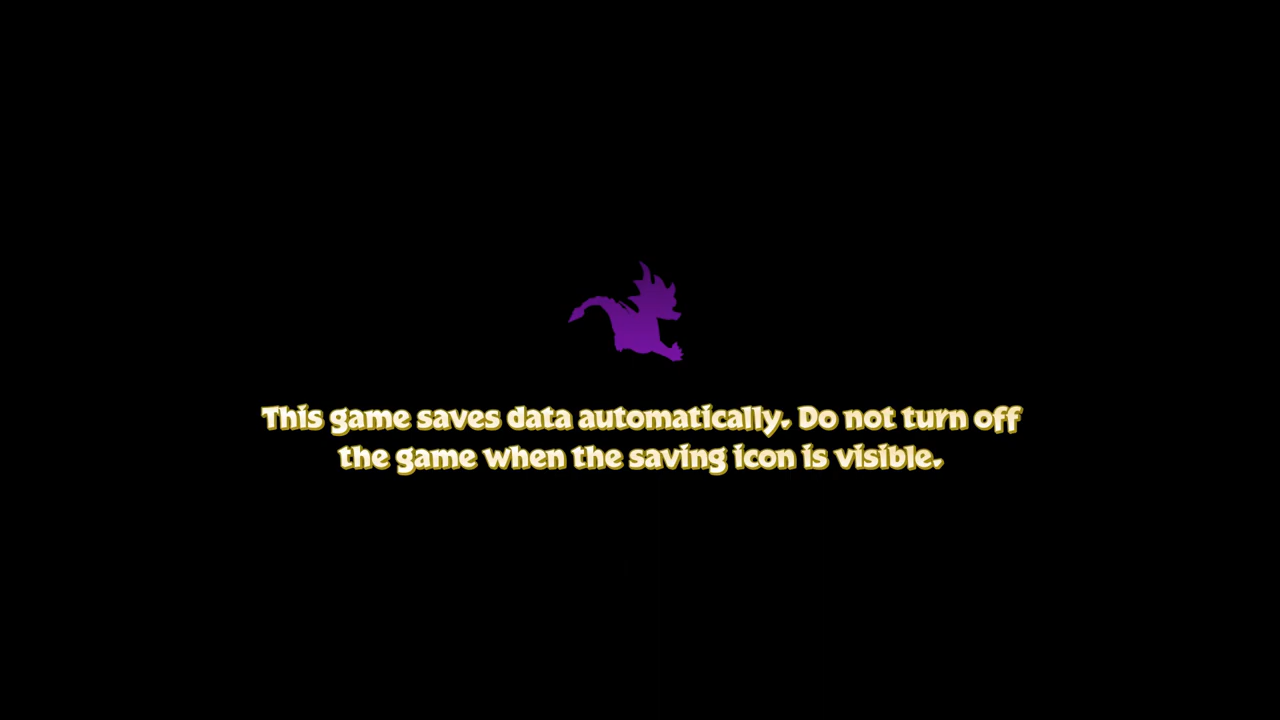 This game saves data automatically. Do not turn off
the game when the saving icon is visible.